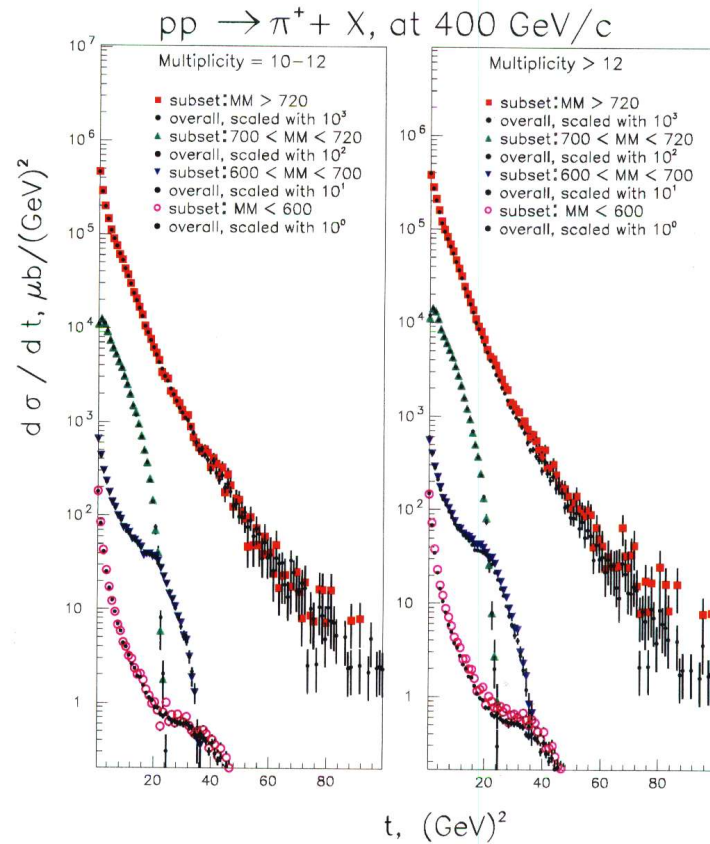 pp → π⁺ + X, at 400 GeV/c
Multiplicity = 10-12
subset: MM > 720
overall, scaled with 10³
subset: 700 < MM < 720
overall, scaled with 10²
subset: 600 < MM < 700
overall, scaled with 10¹
subset: MM < 600
overall, scaled with 10⁰
Multiplicity > 12
subset: MM > 720
overall, scaled with 10³
subset: 700 < MM < 720
overall, scaled with 10²
subset: 600 < MM < 700
overall, scaled with 10¹
subset: MM < 600
overall, scaled with 10⁰
dσ / dt, μb/(GeV)²
10⁷
10⁶
10⁵
10⁴
10³
10²
10
1
10⁶
10⁵
10⁴
10³
10²
10
1
20
60
100
20
60
100
t, (GeV)²